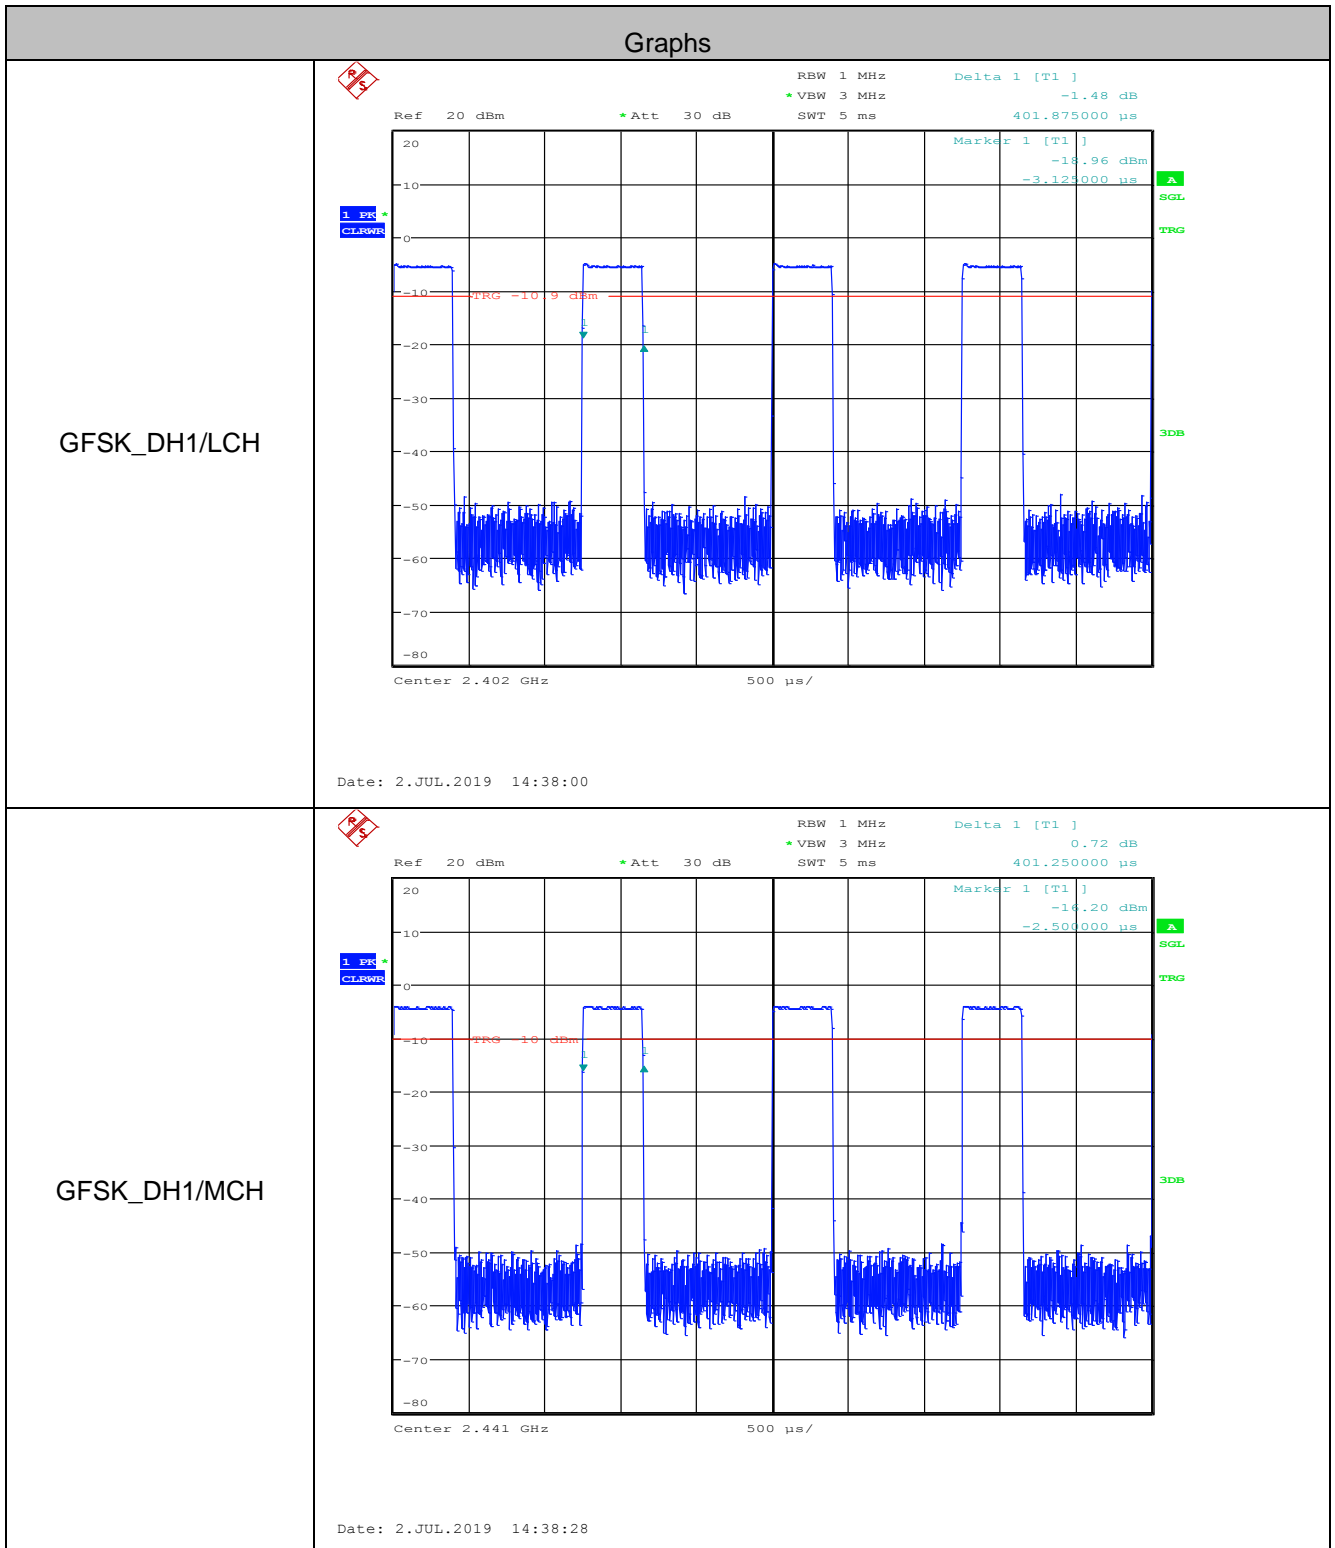 Graphs
GFSK_DH1/LCH
R S
RBW 1 MHz
Delta 1 [T1 ]
* VBW 3 MHz
-1.48 dB
Ref 20 dBm
* Att 30 dB
SWT 5 ms
401.875000 µs
20
Marker 1 [T1 ]
-18.96 dBm
-3.125000 µs
A
10
SGL
1 PK *
CLRWR
TRG
0
-10
TRG -10.9 dBm
1
1
-20
-30
3DB
-40
-50
-60
-70
-80
Center 2.402 GHz
500 µs/
Date: 2.JUL.2019 14:38:00
GFSK_DH1/MCH
R S
RBW 1 MHz
Delta 1 [T1 ]
* VBW 3 MHz
0.72 dB
Ref 20 dBm
* Att 30 dB
SWT 5 ms
401.250000 µs
20
Marker 1 [T1 ]
-16.20 dBm
-2.500000 µs
A
10
SGL
1 PK *
CLRWR
TRG
0
-10
TRG -10 dBm
1
1
-20
-30
3DB
-40
-50
-60
-70
-80
Center 2.441 GHz
500 µs/
Date: 2.JUL.2019 14:38:28